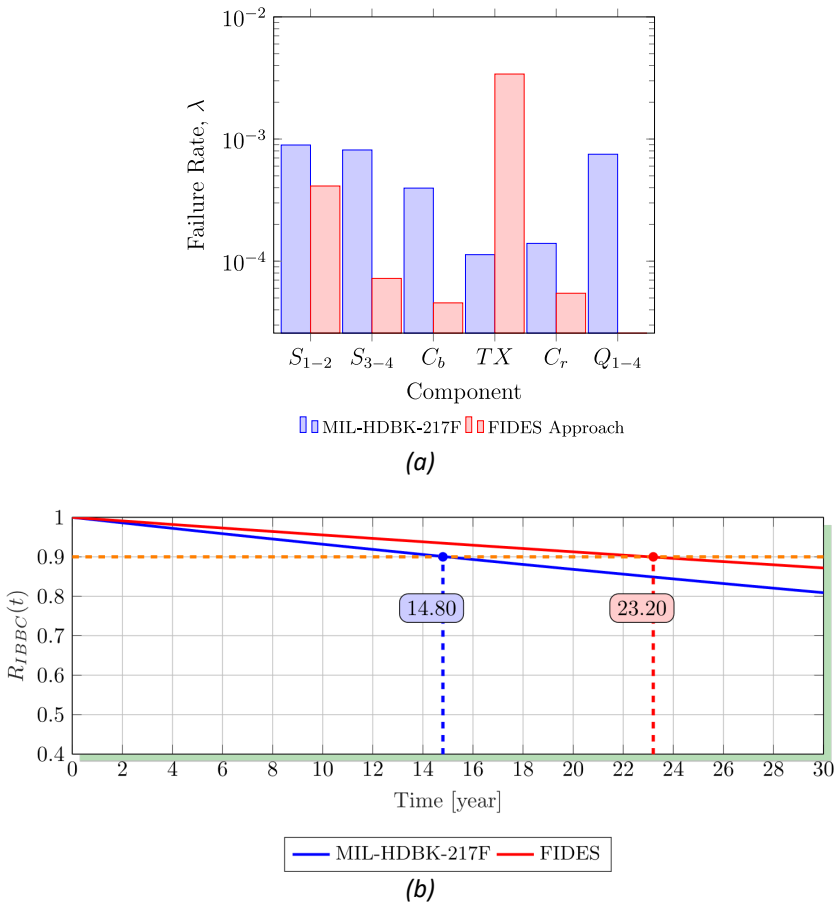 10⁻²
10⁻³
10⁻⁴
Failure Rate, λ
S₁₋₂ S₃₋₄ C_b TX C_r Q₁₋₄
Component
MIL-HDBK-217F FIDES Approach
(a)
1
0.9
0.8
0.7
0.6
0.5
0.4
R_IBBC(t)
14.80 23.20
0 2 4 6 8 10 12 14 16 18 20 22 24 26 28 30
Time [year]
MIL-HDBK-217F FIDES
(b)